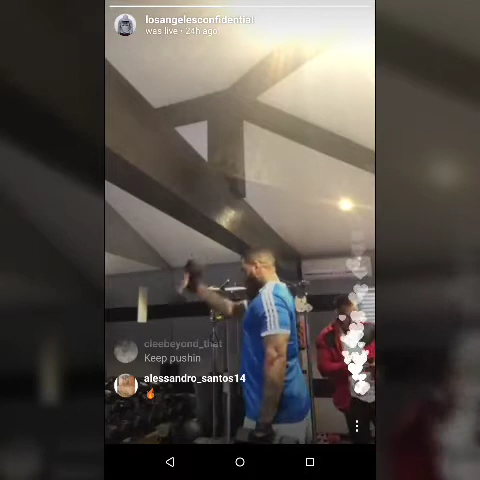 losangelesconfidential
was live • 24h ago
cleebeyond_that
Keep pushin
alessandro_santos14
🔥